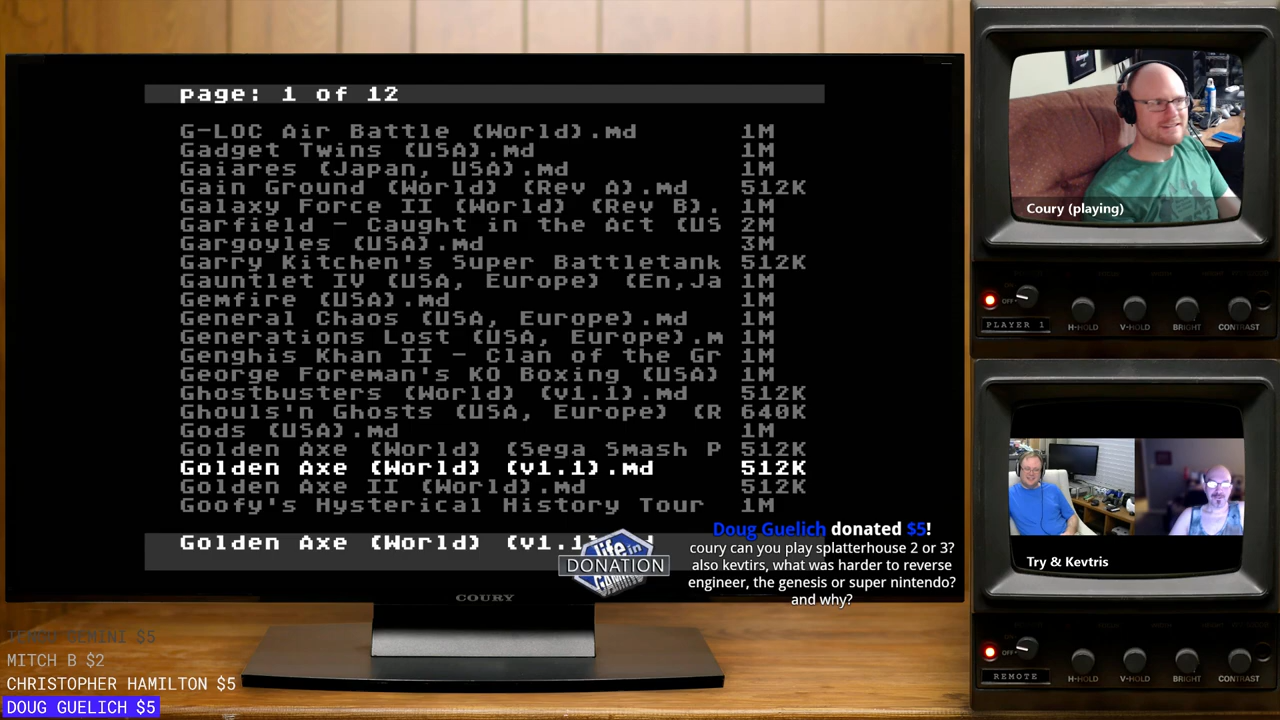 page: 1 of 12
G-LOC Air Battle (World).md 1M
Gadget Twins (USA).md 1M
Gaiares (Japan, USA).md 1M
Gain Ground (World) (Rev A).md 512K
Galaxy Force II (World) (Rev B). 1M
Garfield - Caught in the Act (US 2M
Gargoyles (USA).md 3M
Garry Kitchen's Super Battletank 512K
Gauntlet IV (USA, Europe) (En,Ja 1M
Gemfire (USA).md 1M
General Chaos (USA, Europe).md 1M
Generations Lost (USA, Europe).m 1M
Genghis Khan II - Clan of the Gr 1M
George Foreman's KO Boxing (USA) 1M
Ghostbusters (World) (v1.1).md 512K
Ghouls'n Ghosts (USA, Europe) (R 640K
Gods (USA).md 1M
Golden Axe (World) (Sega Smash P 512K
Golden Axe (World) (v1.1).md 512K
Golden Axe II (World).md 512K
Goofy's Hysterical History Tour 1M
Golden Axe (World) (v1.1)
life in
DONATION
Doug Guelich donated $5!
coury can you play splatterhouse 2 or 3?
also kevtirs, what was harder to reverse
engineer, the genesis or super nintendo?
and why?
COURY
GEMINI $5
MITCH B $2
CHRISTOPHER HAMILTON $5
DOUG GUELICH $5
Coury (playing)
OFF
PLAYER 1
H-HOLD V-HOLD BRIGHT CONTRAST
Try & Kevtris
OFF
REMOTE
H-HOLD V-HOLD BRIGHT CONTRAST